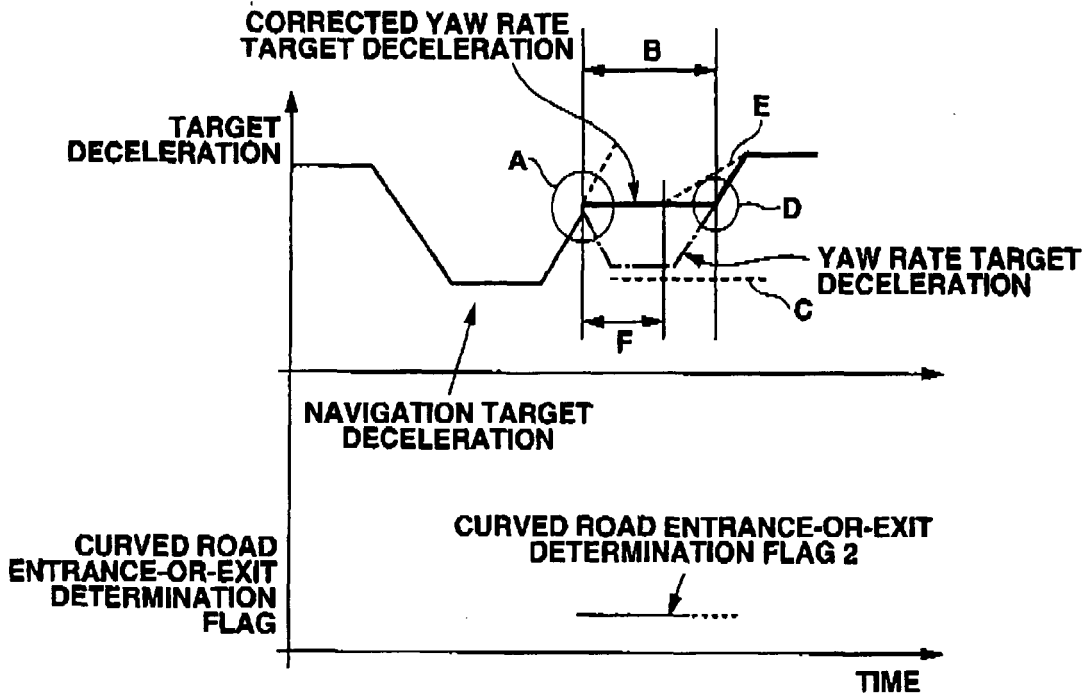 CORRECTED YAW RATE
TARGET DECELERATION
B
TARGET
DECELERATION
E
A
D
YAW RATE TARGET
DECELERATION
C
F
NAVIGATION TARGET
DECELERATION
CURVED ROAD ENTRANCE-OR-EXIT
DETERMINATION FLAG 2
CURVED ROAD
ENTRANCE-OR-EXIT
DETERMINATION
FLAG
TIME